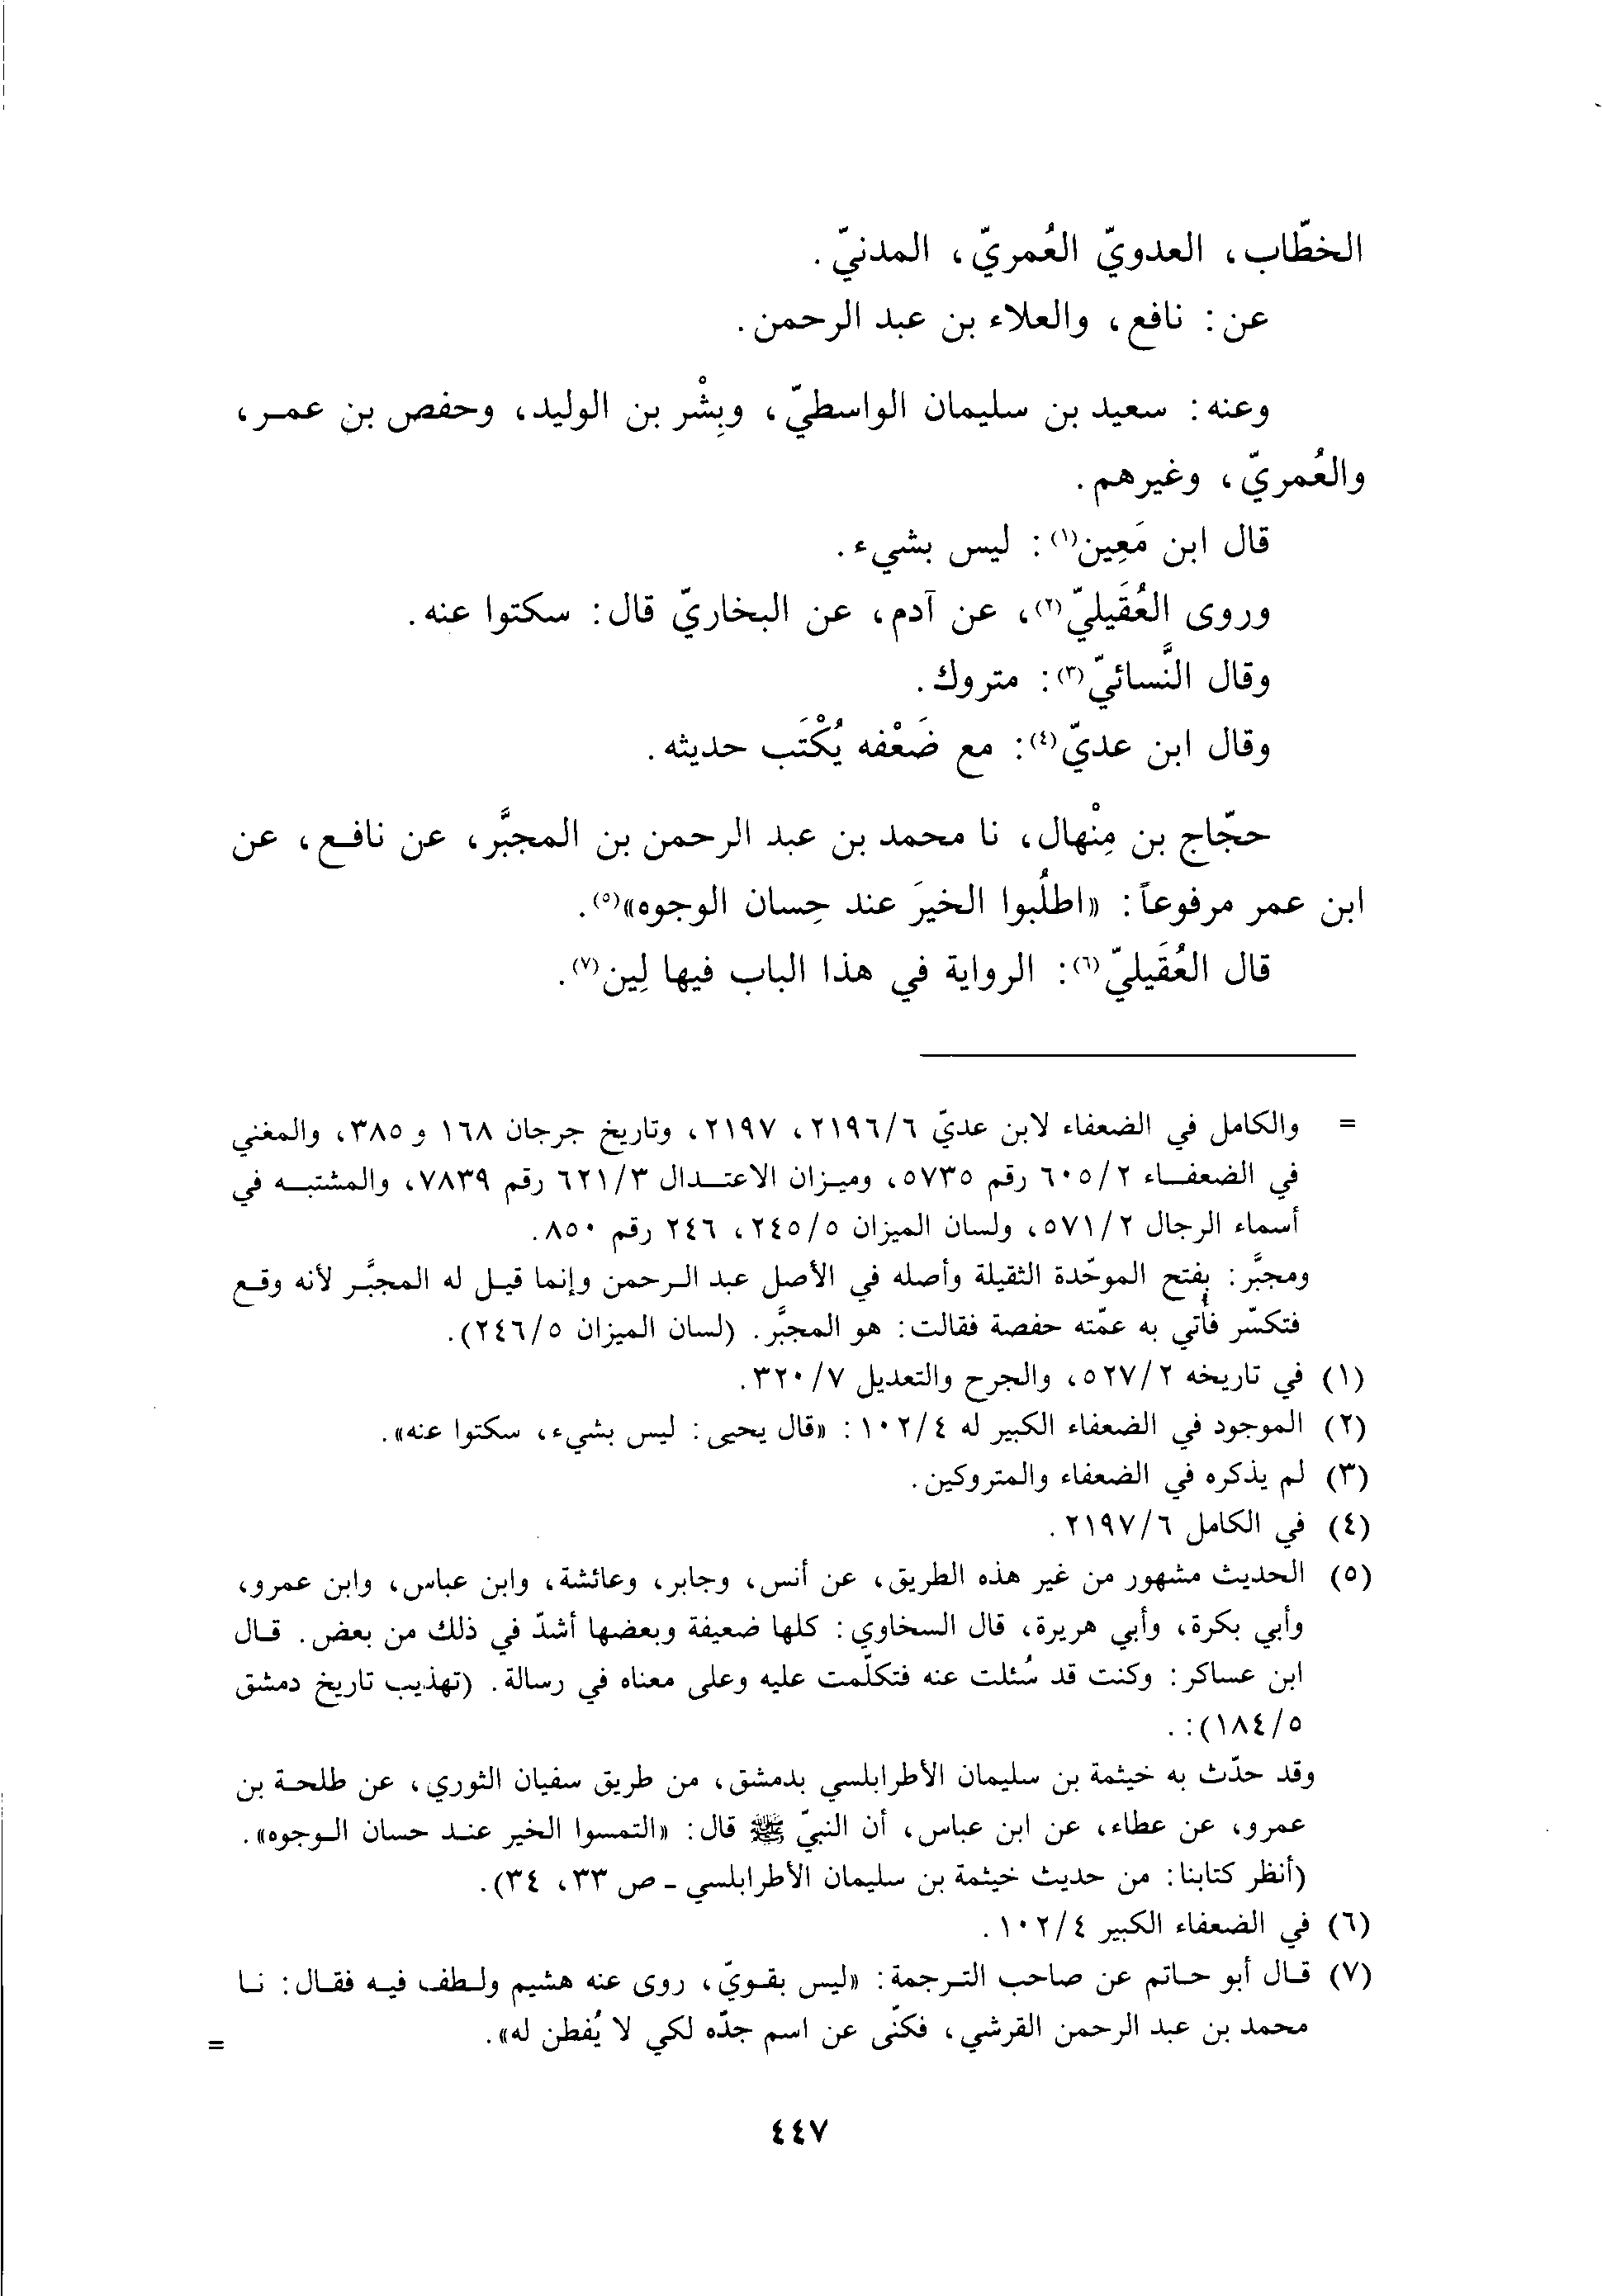 الخطّاب، العدويّ العُمريّ، المدنيّ.
عن: نافع، والعلاء بن عبد الرحمن.
وعنه: سعيد بن سليمان الواسطيّ، وبِشْر بن الوليد، وحفص بن عمر،
والعُمريّ، وغيرهم.
قال ابن مَعِين(١): ليس بشيء.
وروى العُقَيليّ(٢)، عن آدم، عن البخاريّ قال: سكتوا عنه.
وقال النَّسائيّ(٣): متروك.
وقال ابن عديّ(٤): مع ضَعْفه يُكْتَب حديثه.
حجّاج بن مِنْهال، نا محمد بن عبد الرحمن بن المجبَّر، عن نافع، عن
ابن عمر مرفوعاً: «اطلُبوا الخيرَ عند حِسان الوجوه»(٥).
قال العُقَيليّ(٦): الرواية في هذا الباب فيها لِين(٧).
= والكامل في الضعفاء لابن عديّ ٢١٩٦/٦، ٢١٩٧، وتاريخ جرجان ١٦٨ و ٣٨٥، والمغني
في الضعفاء ٦٠٥/٢ رقم ٥٧٣٥، وميزان الاعتدال ٦٢١/٣ رقم ٧٨٣٩، والمشتبه في
أسماء الرجال ٥٧١/٢، ولسان الميزان ٢٤٥/٥، ٢٤٦ رقم ٨٥٠.
ومجبَّر: بفتح الموحّدة الثقيلة وأصله في الأصل عبد الرحمن وإنما قيل له المجبَّر لأنه وقع
فتكسّر فأتي به عمّته حفصة فقالت: هو المجبَّر. (لسان الميزان ٢٤٦/٥).
(١) في تاريخه ٥٢٧/٢، والجرح والتعديل ٣٢٠/٧.
(٢) الموجود في الضعفاء الكبير له ١٠٢/٤: «قال يحيى: ليس بشيء، سكتوا عنه».
(٣) لم يذكره في الضعفاء والمتروكين.
(٤) في الكامل ٢١٩٧/٦.
(٥) الحديث مشهور من غير هذه الطريق، عن أنس، وجابر، وعائشة، وابن عباس، وابن عمرو،
وأبي بكرة، وأبي هريرة، قال السخاوي: كلها ضعيفة وبعضها أشدّ في ذلك من بعض. قال
ابن عساكر: وكنت قد سُئلت عنه فتكلّمت عليه وعلى معناه في رسالة. (تهذيب تاريخ دمشق
١٨٤/٥):.
وقد حدّث به خيثمة بن سليمان الأطرابلسي بدمشق، من طريق سفيان الثوري، عن طلحة بن
عمرو، عن عطاء، عن ابن عباس، أن النبيّ ﷺ قال: «التمسوا الخير عند حسان الوجوه».
(أنظر كتابنا: من حديث خيثمة بن سليمان الأطرابلسي - ص ٣٣، ٣٤).
(٦) في الضعفاء الكبير ١٠٢/٤.
(٧) قال أبو حاتم عن صاحب الترجمة: «ليس بقويّ، روى عنه هشيم ولطف فيه فقال: نا
محمد بن عبد الرحمن القرشي، فكنّى عن اسم جدّه لكي لا يُفطن له». =
٤٤٧